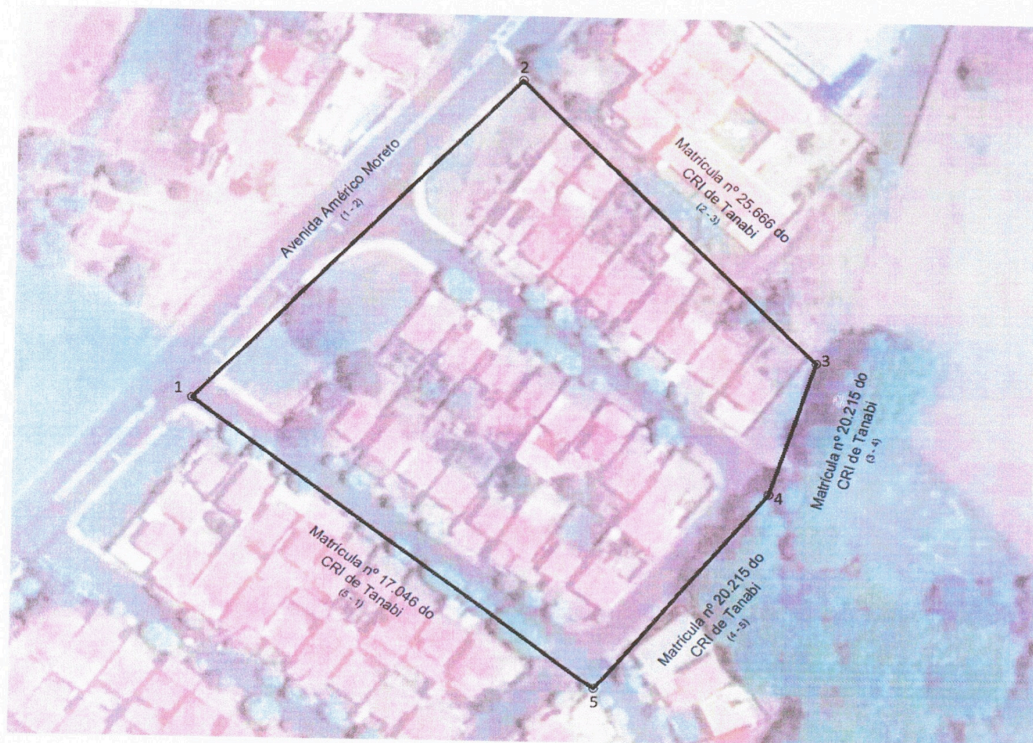 2
Avenida Américo Moreto
(1 - 2)
Matrícula nº 25.666 do
CRI de Tanabi
(2 - 3)
3
1
Matrícula nº 20.215 do
CRI de Tanabi
(3 - 4)
4
Matrícula nº 17.046 do
CRI de Tanabi
(5 - 1)
Matrícula nº 20.215 do
CRI de Tanabi
(4 - 5)
5